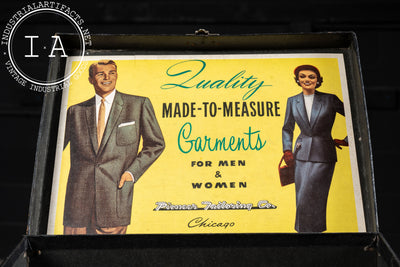 INDUSTRIALARTIFACTS.NET
I A
VINTAGE INDUSTRIAL
Quality
MADE-TO-MEASURE
Garments
FOR MEN
&
WOMEN
Pioneer Tailoring Co.
Chicago